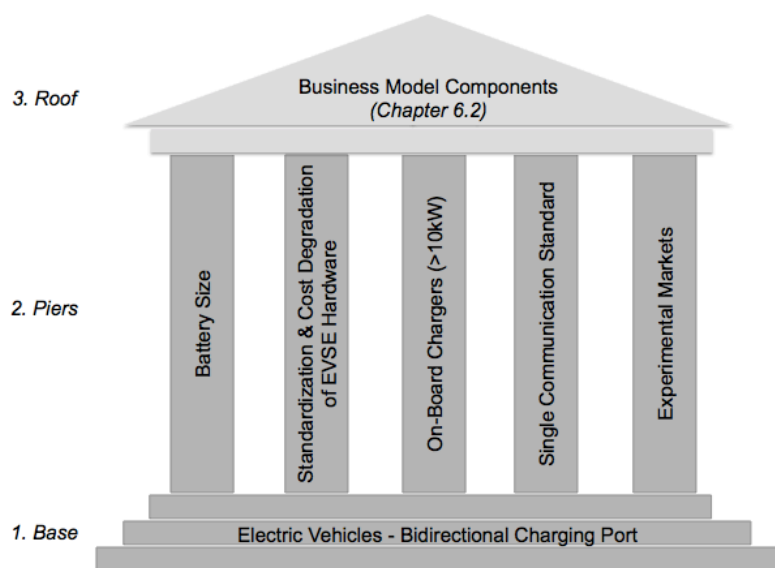 3. Roof
Business Model Components
(Chapter 6.2)
2. Piers
Battery Size
Standardization & Cost Degradation
of EVSE Hardware
On-Board Chargers (>10kW)
Single Communication Standard
Experimental Markets
1. Base
Electric Vehicles - Bidirectional Charging Port